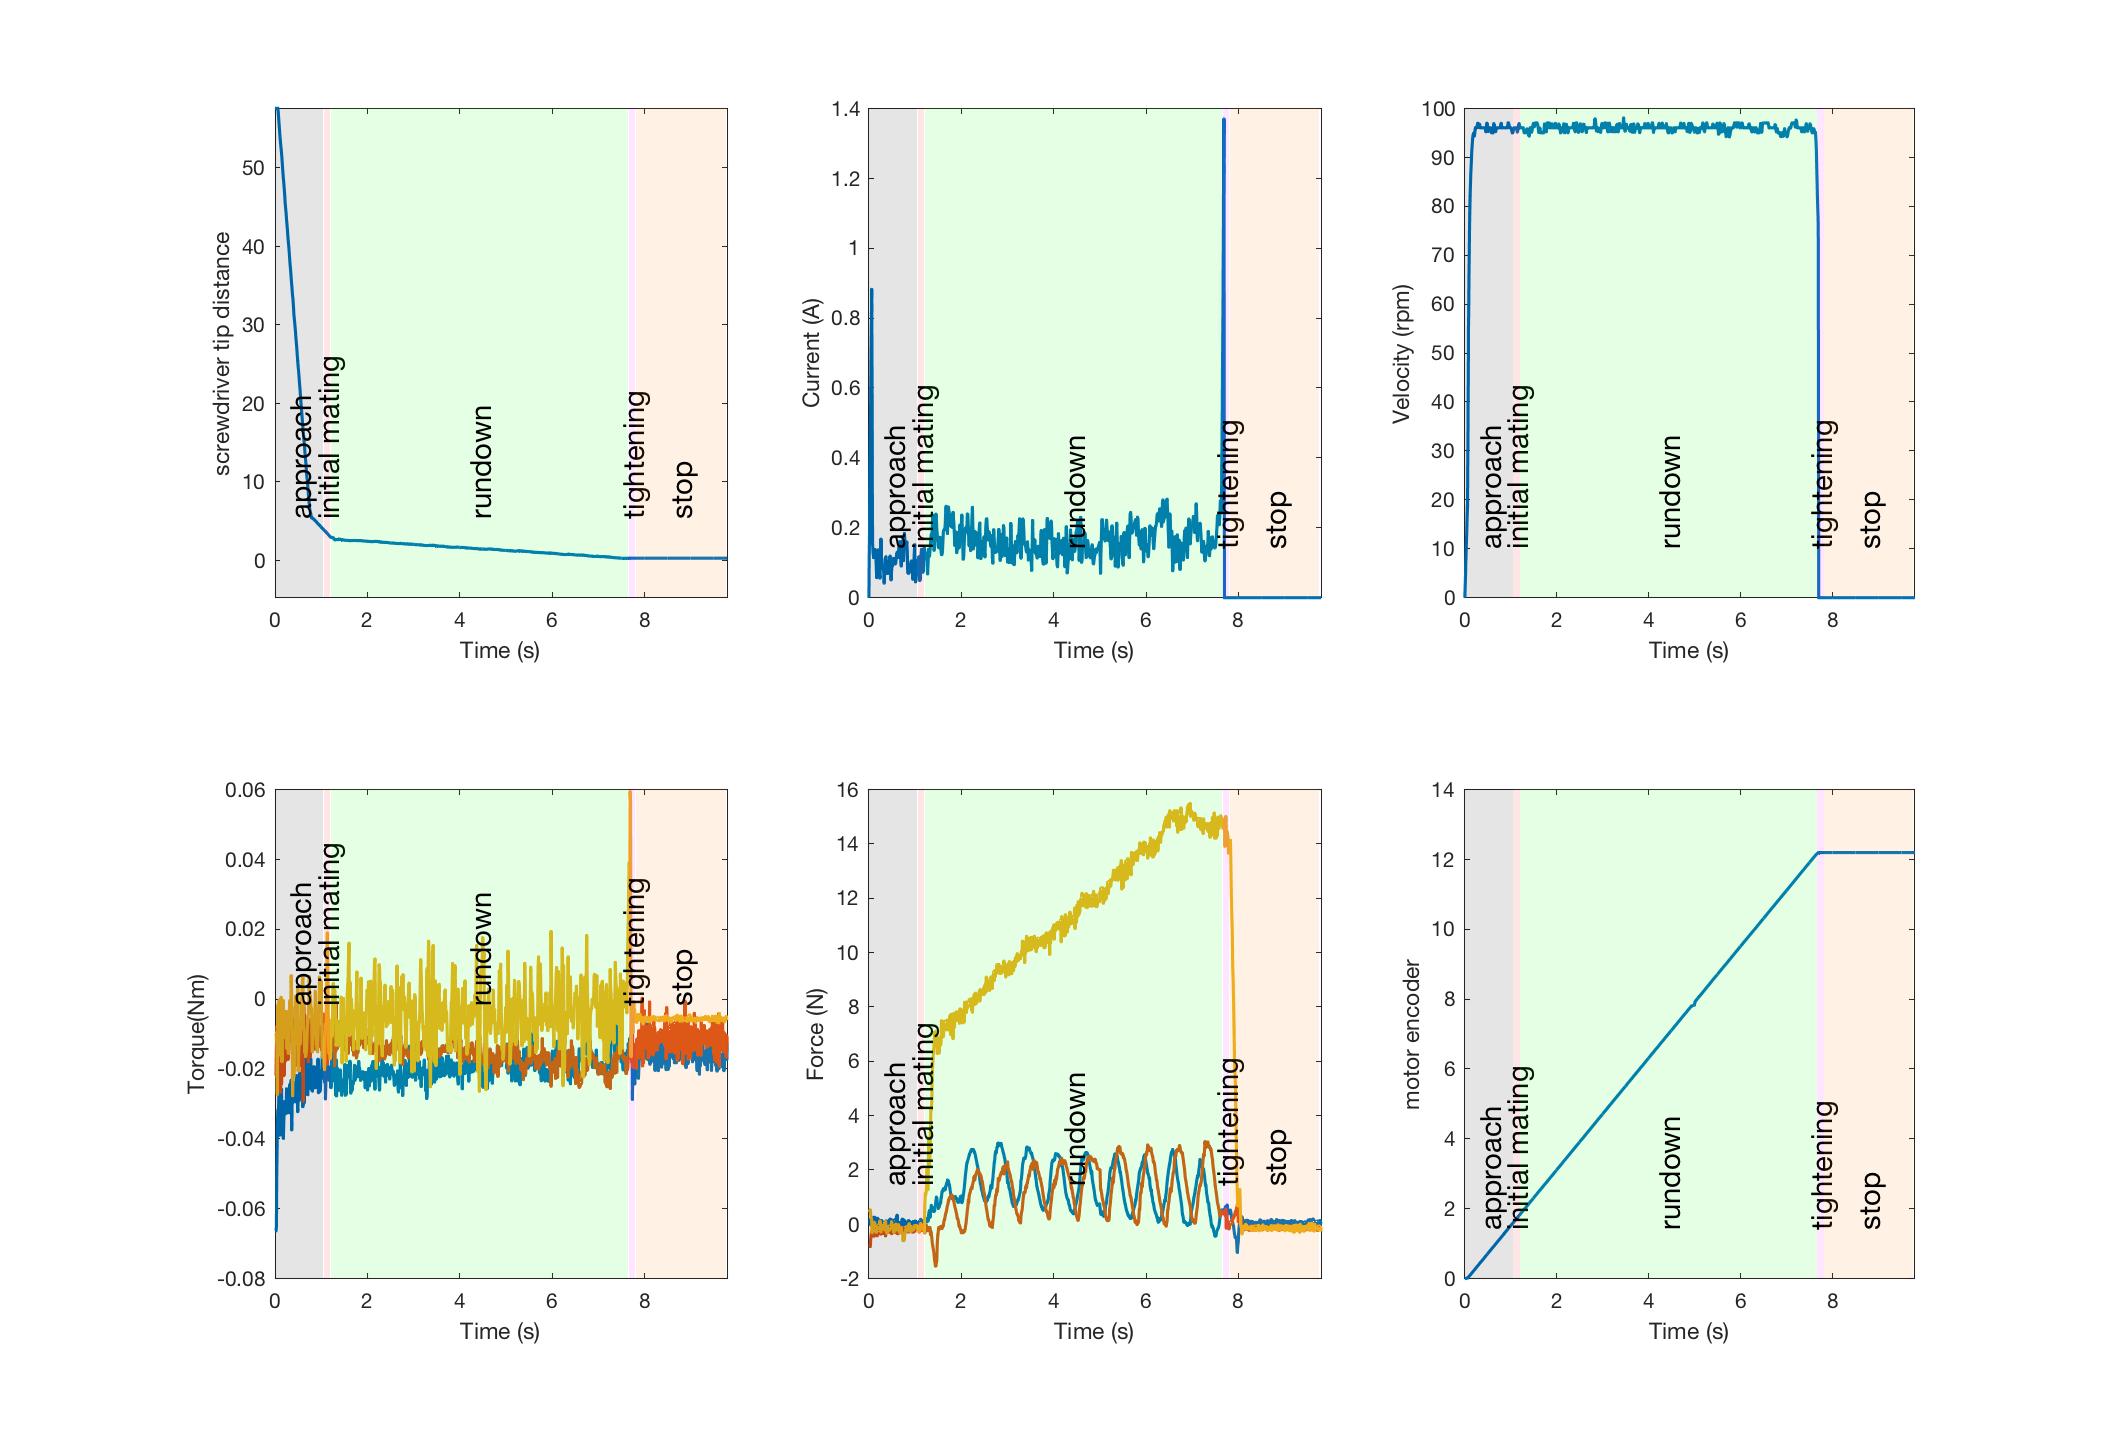 50
40
30
20
10
0
screwdriver tip distance
approach
initial mating
rundown
tightening
stop
0 2 4 6 8
Time (s)
1.4
1.2
1
0.8
0.6
0.4
0.2
0
Current (A)
approach
initial mating
rundown
tightening
stop
0 2 4 6 8
Time (s)
100
90
80
70
60
50
40
30
20
10
0
Velocity (rpm)
approach
initial mating
rundown
tightening
stop
0 2 4 6 8
Time (s)
0.06
0.04
0.02
0
-0.02
-0.04
-0.06
-0.08
Torque(Nm)
approach
initial mating
rundown
tightening
stop
0 2 4 6 8
Time (s)
16
14
12
10
8
6
4
2
0
-2
Force (N)
approach
initial mating
rundown
tightening
stop
0 2 4 6 8
Time (s)
14
12
10
8
6
4
2
0
motor encoder
approach
initial mating
rundown
tightening
stop
0 2 4 6 8
Time (s)